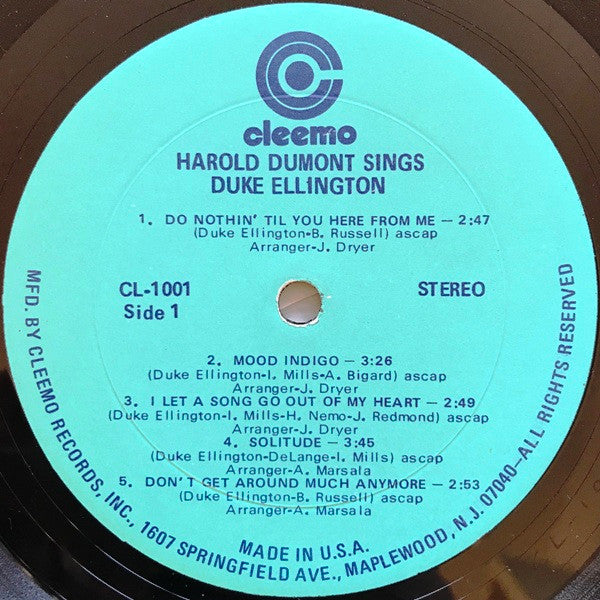 cleemo
HAROLD DUMONT SINGS
DUKE ELLINGTON
1. DO NOTHIN' TIL YOU HERE FROM ME — 2:47
(Duke Ellington-B. Russell) ascap
Arranger-J. Dryer
CL-1001
Side 1
STEREO
2. MOOD INDIGO — 3:26
(Duke Ellington-I. Mills-A. Bigard) ascap
Arranger-J. Dryer
3. I LET A SONG GO OUT OF MY HEART — 2:49
(Duke Ellington-I. Mills-H. Nemo-J. Redmond) ascap
Arranger-J. Dryer
4. SOLITUDE — 3:45
(Duke Ellington-DeLange-I. Mills) ascap
Arranger-A. Marsala
5. DON'T GET AROUND MUCH ANYMORE — 2:53
(Duke Ellington-B. Russell) ascap
Arranger-A. Marsala
MADE IN U.S.A.
MFD. BY CLEEMO RECORDS, INC., 1607 SPRINGFIELD AVE., MAPLEWOOD, N.J. 07040—ALL RIGHTS RESERVED